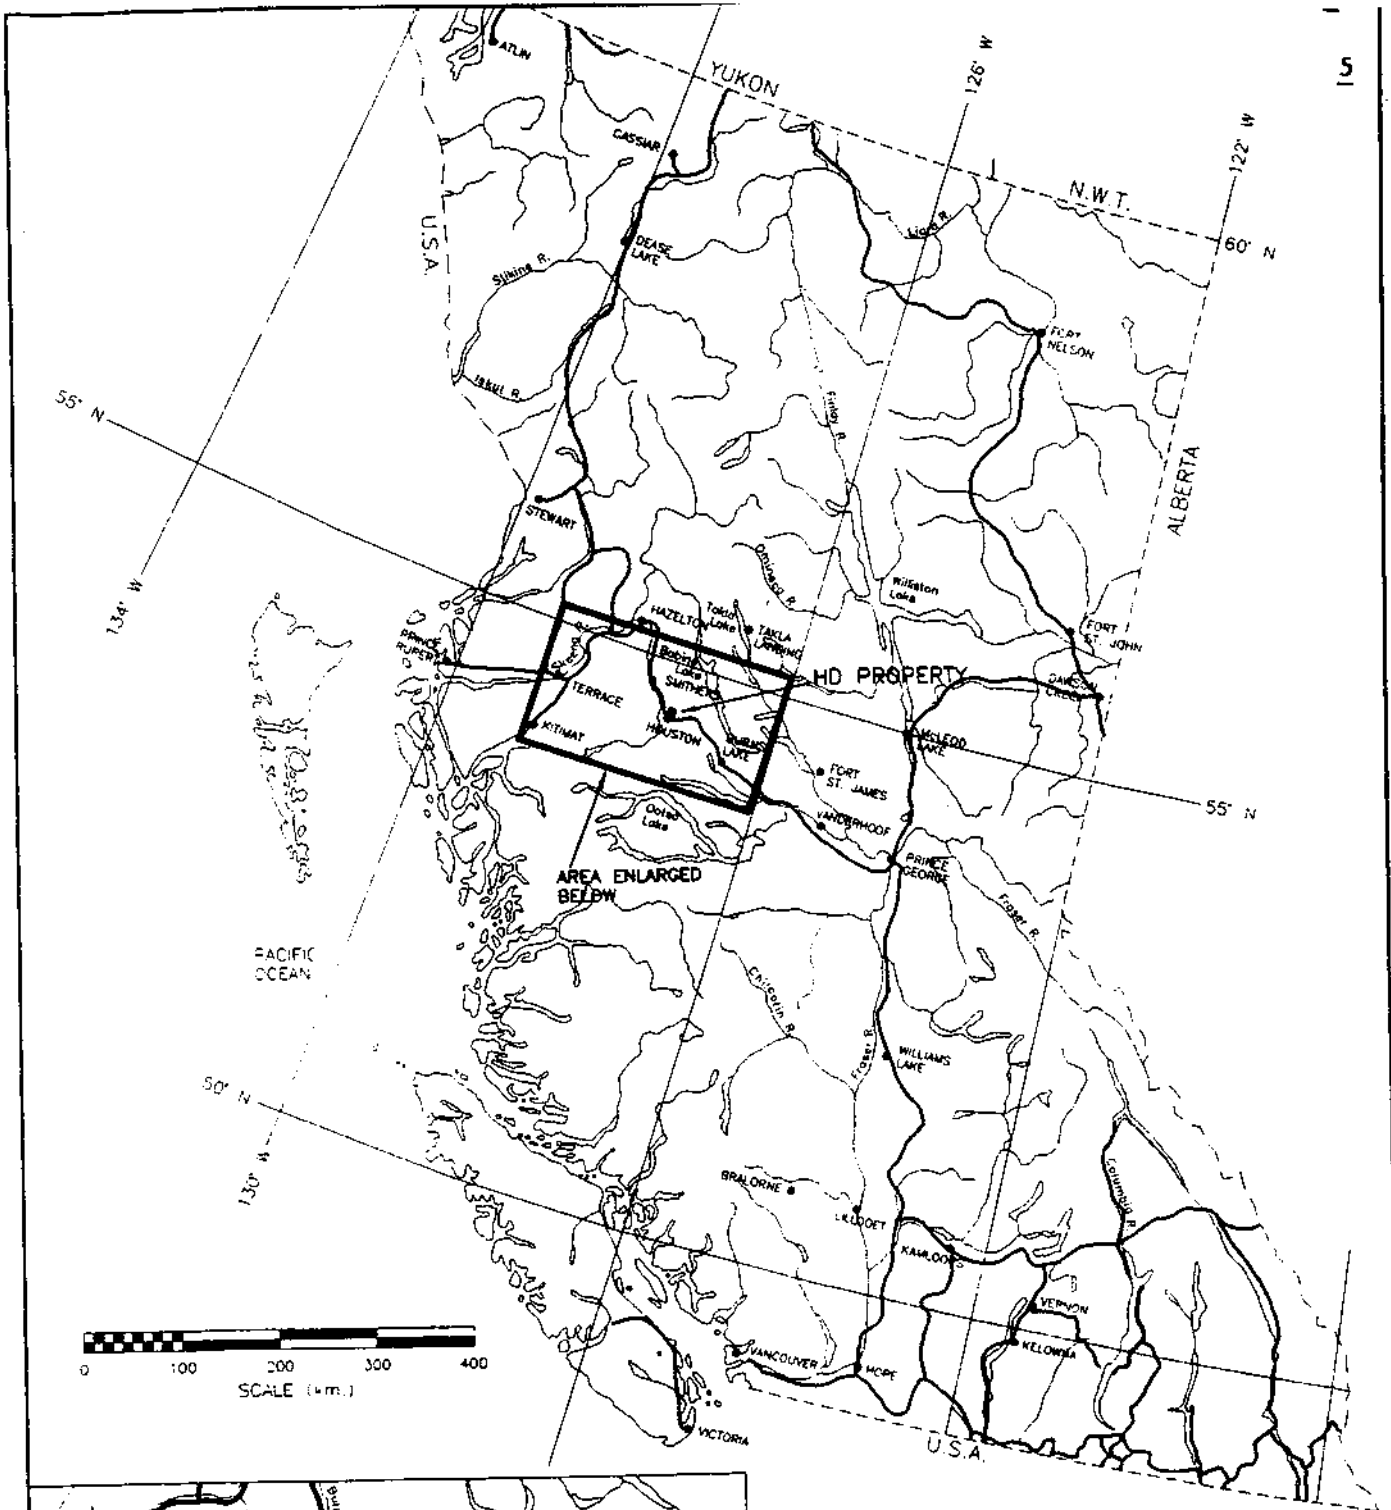 5
ATLIN
YUKON
126° W
122° W
CASSIAR
N.W.T.
Liard R.
60° N
U.S.A.
DEASE
LAKE
Stikine R.
FORT
NELSON
Iskut R.
55° N
Finlay R.
ALBERTA
STEWART
134° W
Omineca R.
Williston
Lake
HAZELTON
Takla
Lake
TAKLA
LANDING
FORT
ST. JOHN
PRINCE
RUPERT
Skeena R.
Babine
Lake
SMITHERS
HD PROPERTY
DAWSON
CREEK
TERRACE
KITIMAT
HOUSTON
BURNS
LAKE
McLEOD
LAKE
FORT
ST. JAMES
55° N
Ootsa
Lake
VANDERHOOF
PRINCE
GEORGE
AREA ENLARGED
BELOW
Fraser R.
PACIFIC
OCEAN
Chilcotin R.
Fraser R.
WILLIAMS
LAKE
50° N
130° W
BRALORNE
LILLOOET
Columbia R.
KAMLOOPS
VERNON
KELOWNA
VANCOUVER
HOPE
0 100 200 300 400
SCALE (km.)
VICTORIA
U.S.A.